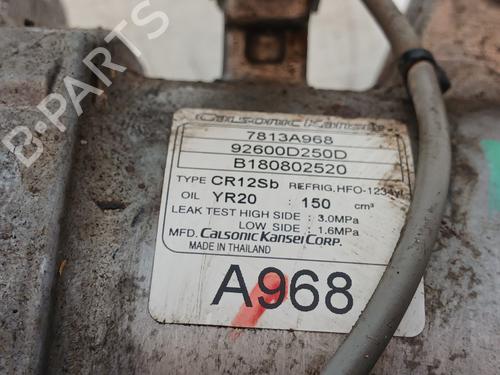 B-PARTS
Calsonic Kansei
7813A968
92600D250D
B180802520
TYPE CR12Sb REFRIG. HFO-1234yf
OIL YR20 : 150 cm³
LEAK TEST HIGH SIDE : 3.0MPa
LOW SIDE : 1.6MPa
MFD. CALSONIC KANSEI CORP.
MADE IN THAILAND
A968